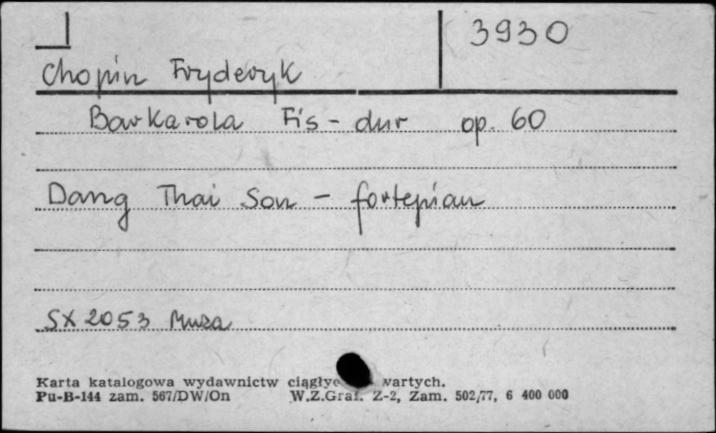 3930
Chopin Fryderyk
Barkarola Fis-dur op. 60
Dang Thai Son - fortepian
SX 2053 Muza
Karta katalogowa wydawnictw wartych.
Pu-B-144 zam. 567/DW/On W.Z.Graf. Z-2, Zam. 502/77, 6 400 000